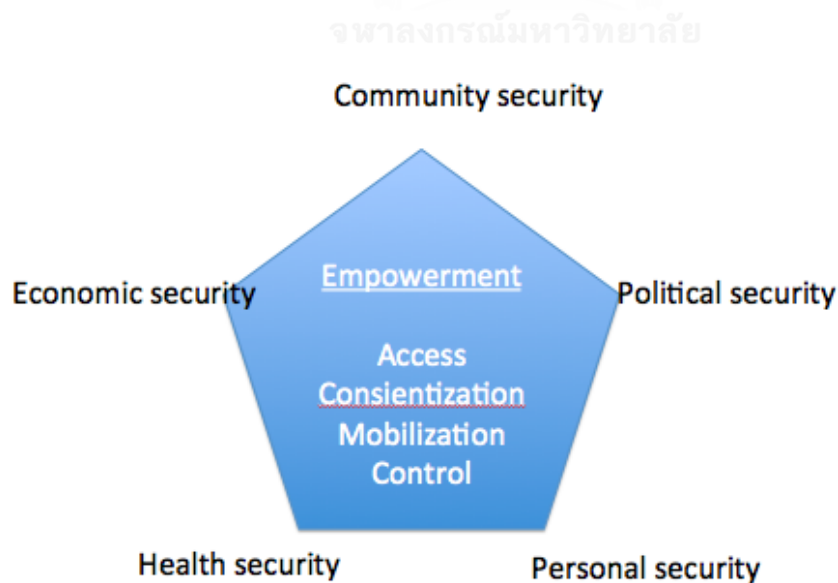 จุฬาลงกรณ์มหาวิทยาลัย
Community security
Economic security
Empowerment
Political security
Access
Consientization
Mobilization
Control
Health security
Personal security